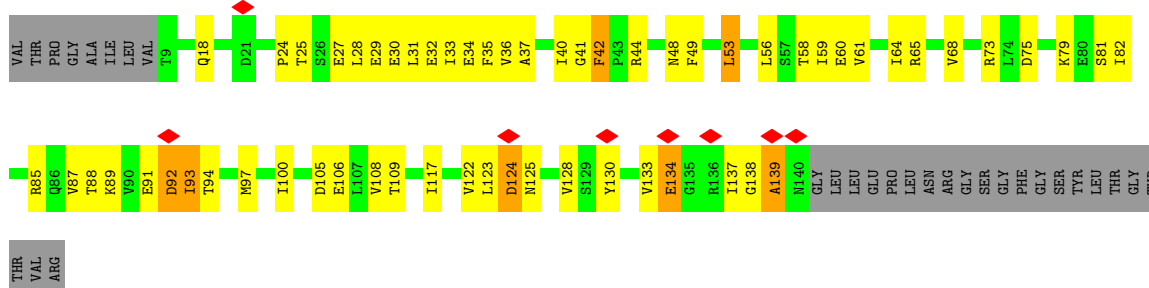 VAL THR PRO GLY ALA ILE LEU VAL T9 Q18 D21 P24 T25 S26 E27 L28 E29 E30 L31 E32 I33 E34 F35 V36 A37 I40 G41 F42 P43 R44 N48 F49 L53 L56 S57 T58 I59 E60 V61 I64 R65 V68 R73 L74 D75 K79 E80 S81 I82
R85 Q86 V87 T88 K89 V90 E91 D92 I93 T94 M97 I100 D105 E106 L107 V108 T109 I117 V122 L123 D124 N125 V128 S129 Y130 V133 E134 G135 R136 I137 G138 A139 N140 GLY LEU LEU GLU PRO LEU ASN ARG GLY SER GLY PHE GLY SER TYR LEU THR GLY
THR VAL ARG